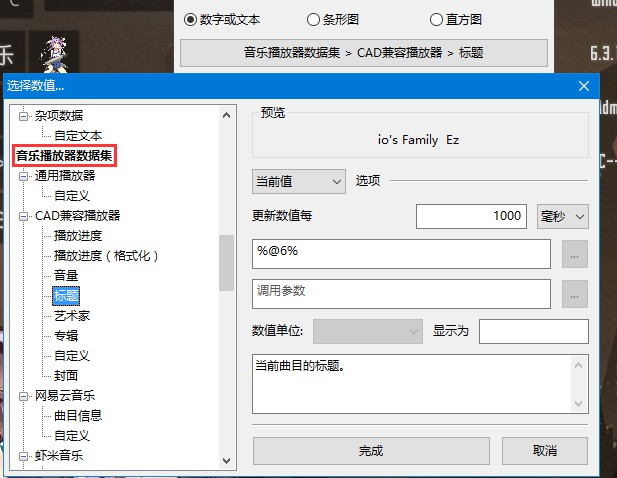 C
数字或文本
条形图
直方图
乐
音乐播放器数据集 > CAD兼容播放器 > 标题
6.3.
选择数值...
杂项数据
自定文本
音乐播放器数据集
通用播放器
自定义
CAD兼容播放器
播放进度
播放进度（格式化）
音量
标题
艺术家
专辑
自定义
封面
网易云音乐
曲目信息
自定义
虾米音乐
预览
io's Family  Ez
当前值
选项
更新数值每
1000
毫秒
%@6%
...
调用参数
...
数值单位:
显示为
当前曲目的标题。
完成
取消
C--